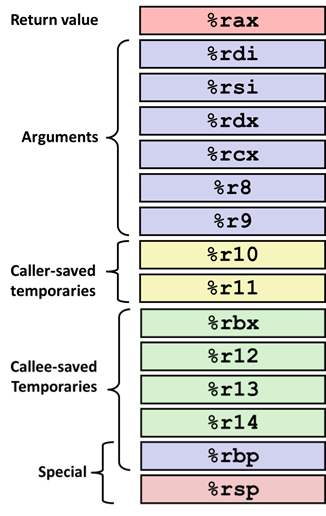 Return value
%rax
Arguments
%rdi
%rsi
%rdx
%rcx
%r8
%r9
Caller-saved
temporaries
%r10
%r11
Callee-saved
Temporaries
%rbx
%r12
%r13
%r14
Special
%rbp
%rsp